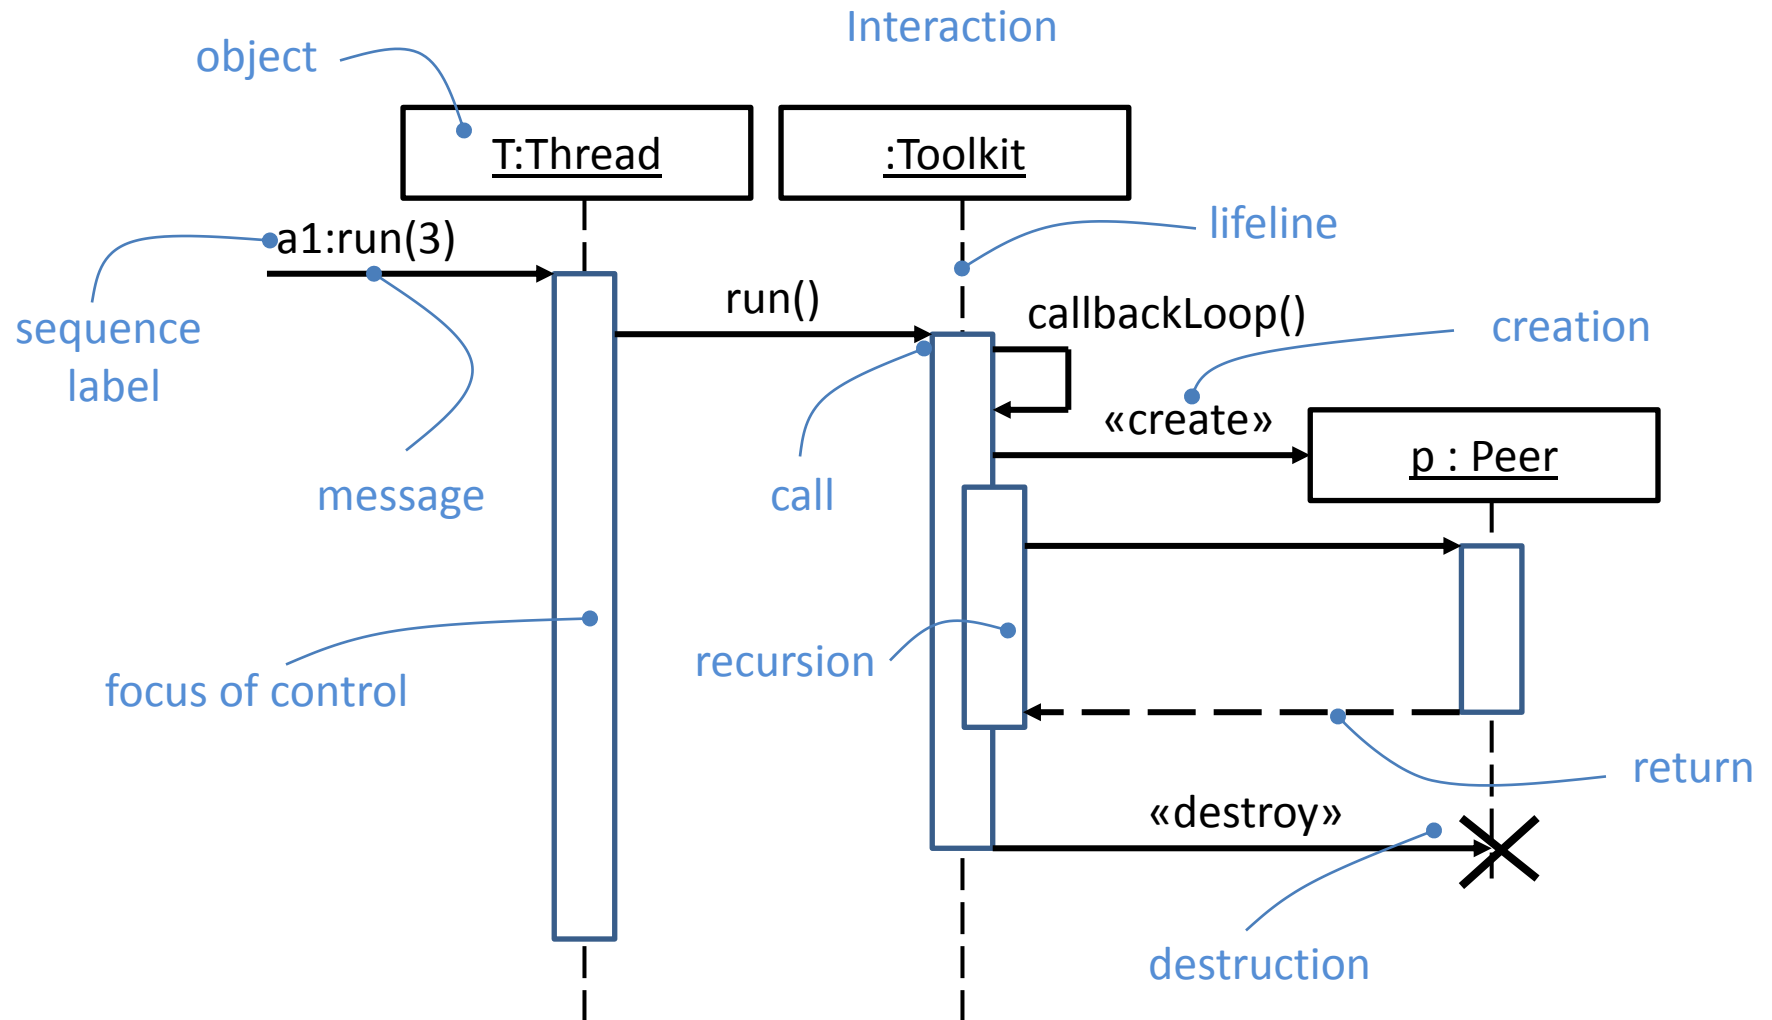 Interaction
object
T:Thread
:Toolkit
lifeline
a1:run(3)
run()
callbackLoop()
creation
sequence
label
«create»
p : Peer
message
call
recursion
focus of control
return
«destroy»
destruction